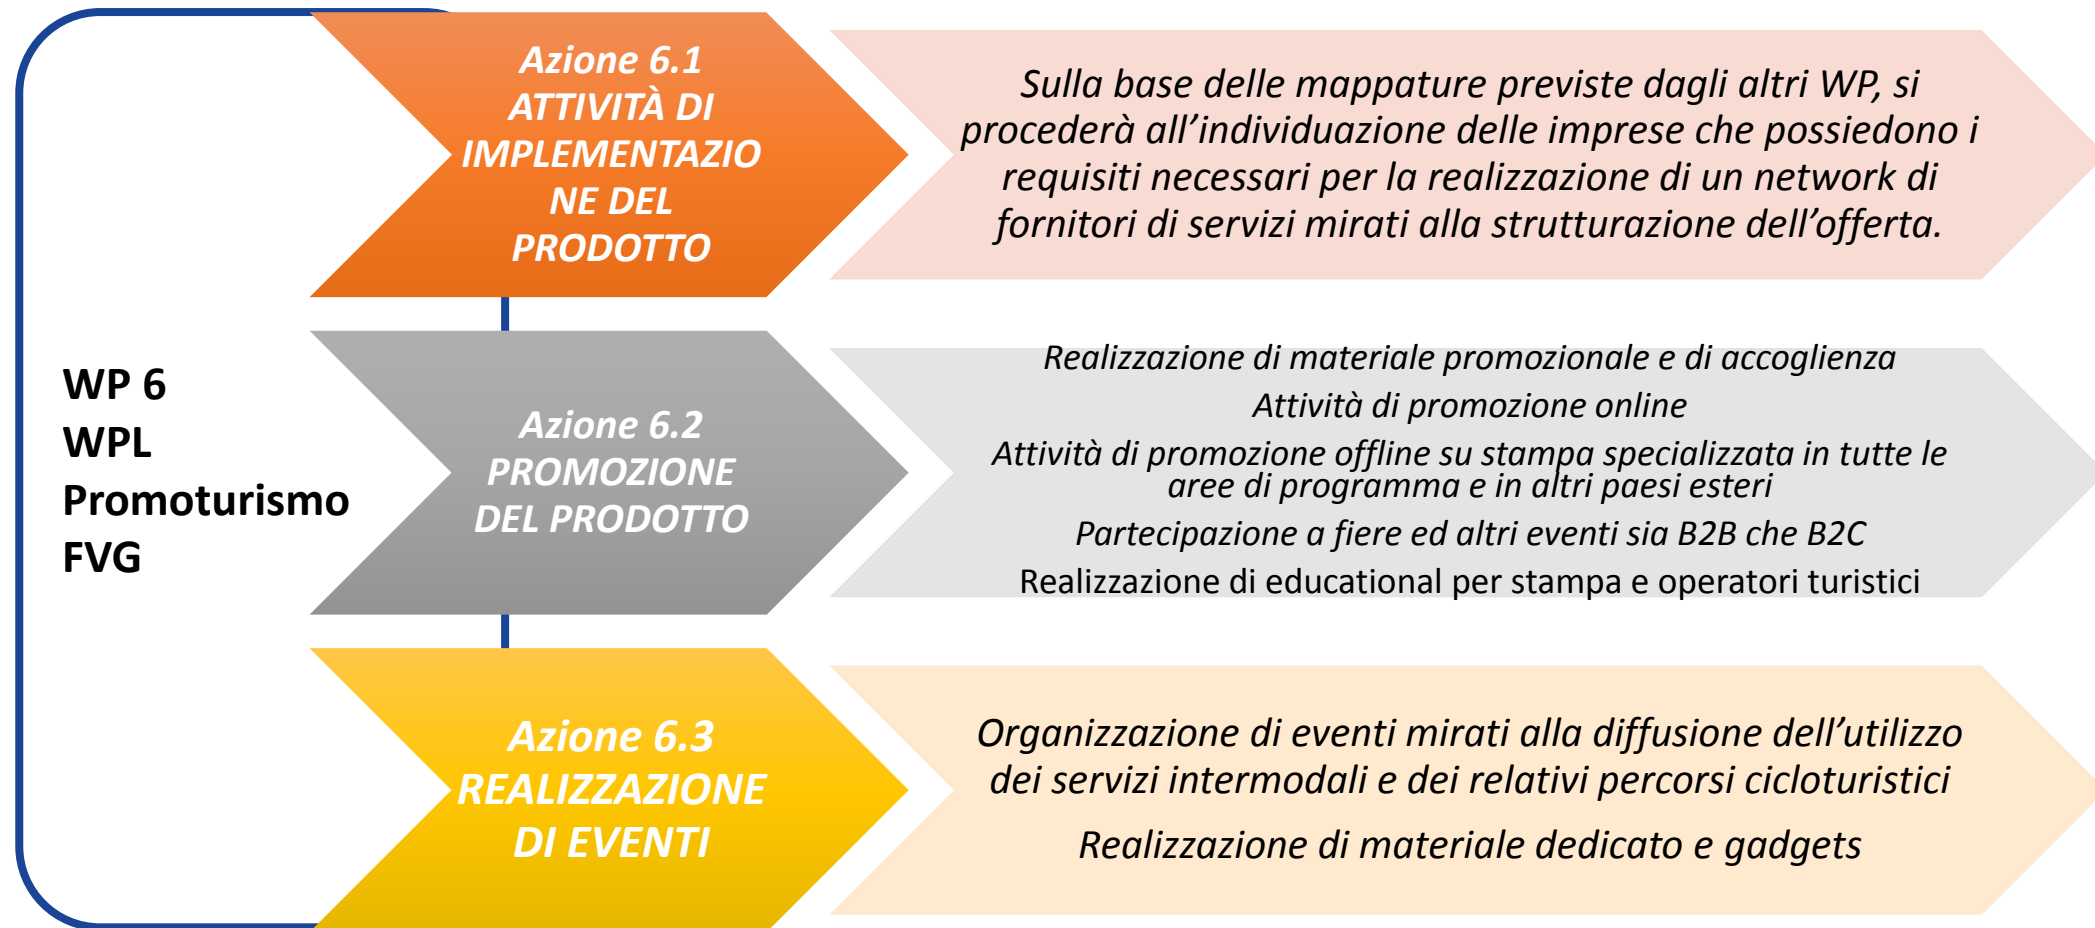 WP 6
WPL
Promoturismo
FVG
Azione 6.1
ATTIVITÀ DI
IMPLEMENTAZIO
NE DEL
PRODOTTO
Sulla base delle mappature previste dagli altri WP, si
procederà all’individuazione delle imprese che possiedono i
requisiti necessari per la realizzazione di un network di
fornitori di servizi mirati alla strutturazione dell’offerta.
Azione 6.2
PROMOZIONE
DEL PRODOTTO
Realizzazione di materiale promozionale e di accoglienza
Attività di promozione online
Attività di promozione offline su stampa specializzata in tutte le
aree di programma e in altri paesi esteri
Partecipazione a fiere ed altri eventi sia B2B che B2C
Realizzazione di educational per stampa e operatori turistici
Azione 6.3
REALIZZAZIONE
DI EVENTI
Organizzazione di eventi mirati alla diffusione dell’utilizzo
dei servizi intermodali e dei relativi percorsi cicloturistici
Realizzazione di materiale dedicato e gadgets